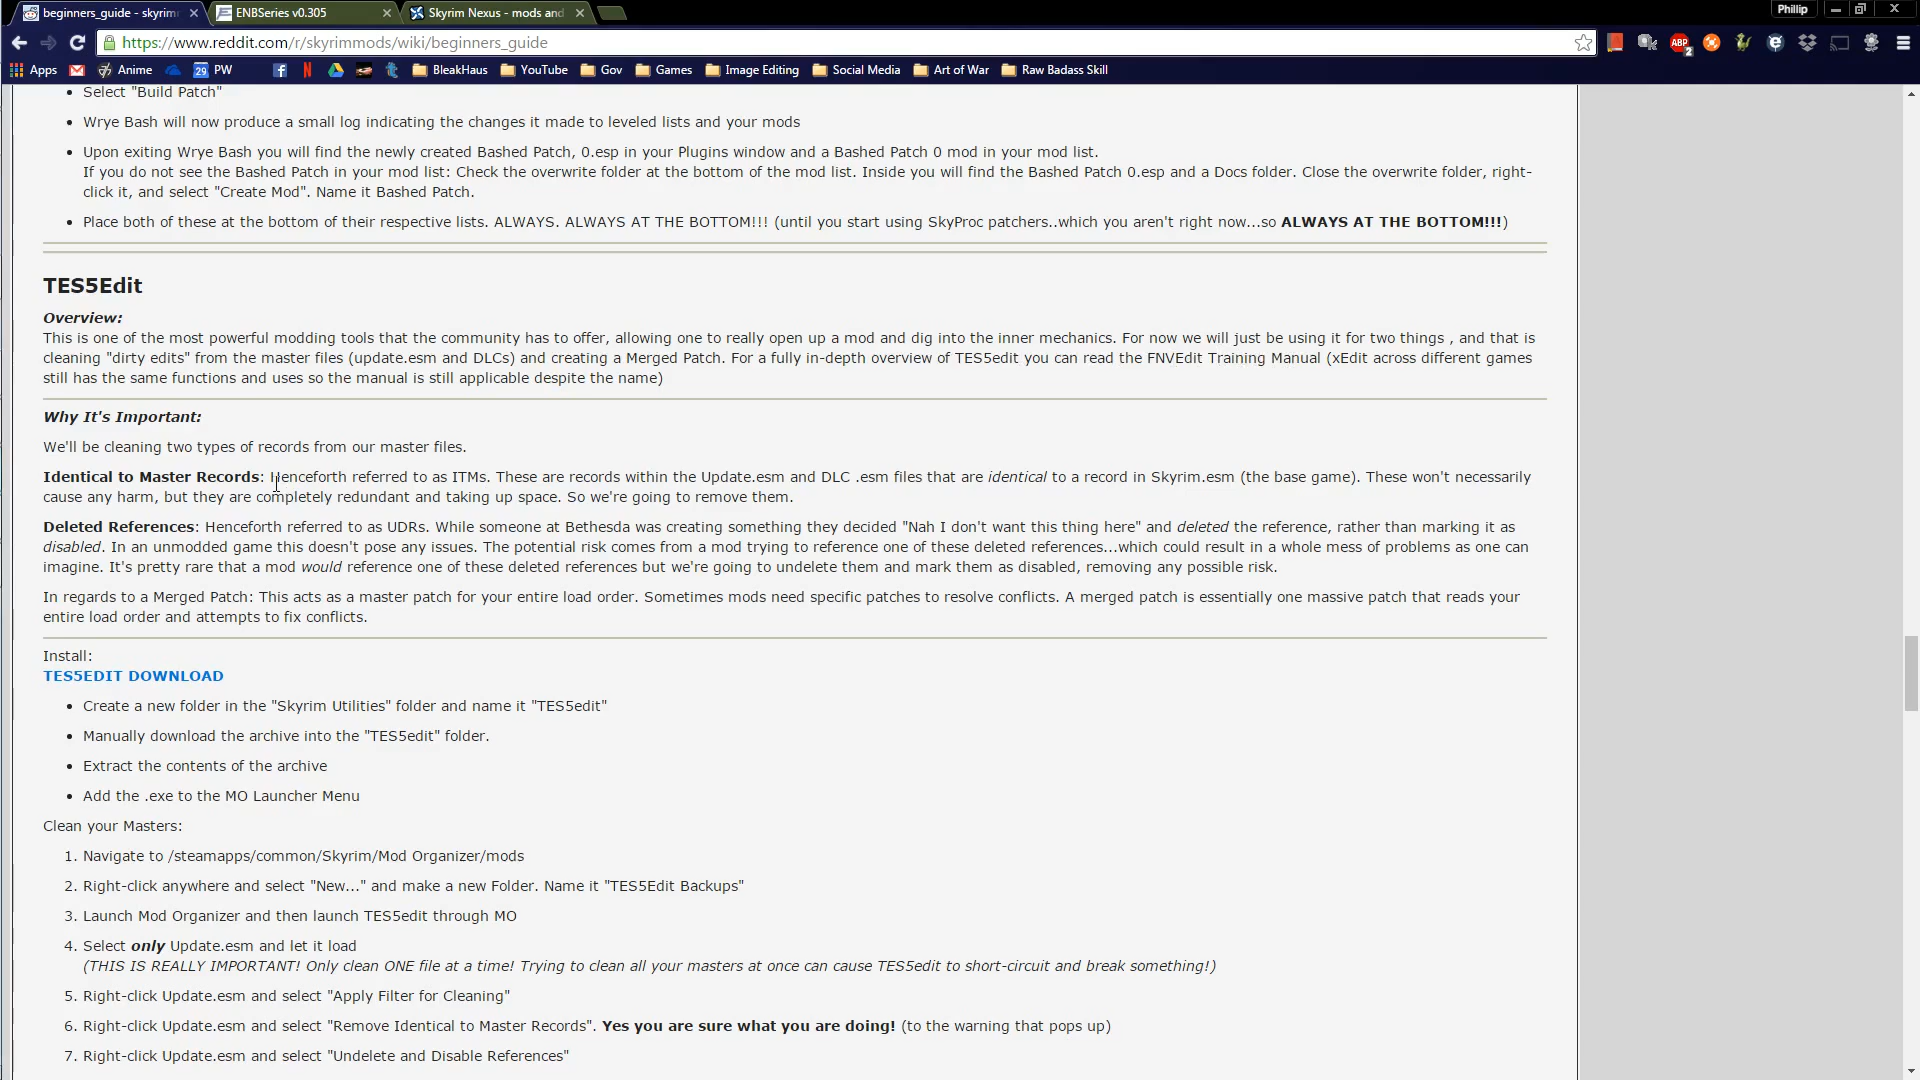 beginners_guide - skyrim
ENBSeries v0.305
Skyrim Nexus - mods and
Phillip
https://www.reddit.com/r/skyrimmods/wiki/beginners_guide
ABP
2
Apps
Anime
29
PW
BleakHaus
YouTube
Gov
Games
Image Editing
Social Media
Art of War
Raw Badass Skill
Select "Build Patch"
Wrye Bash will now produce a small log indicating the changes it made to leveled lists and your mods
Upon exiting Wrye Bash you will find the newly created Bashed Patch, 0.esp in your Plugins window and a Bashed Patch 0 mod in your mod list.
If you do not see the Bashed Patch in your mod list: Check the overwrite folder at the bottom of the mod list. Inside you will find the Bashed Patch 0.esp and a Docs folder. Close the overwrite folder, right-
click it, and select "Create Mod". Name it Bashed Patch.
Place both of these at the bottom of their respective lists. ALWAYS. ALWAYS AT THE BOTTOM!!! (until you start using SkyProc patchers..which you aren't right now...so ALWAYS AT THE BOTTOM!!!)
TES5Edit
Overview:
This is one of the most powerful modding tools that the community has to offer, allowing one to really open up a mod and dig into the inner mechanics. For now we will just be using it for two things , and that is
cleaning "dirty edits" from the master files (update.esm and DLCs) and creating a Merged Patch. For a fully in-depth overview of TES5edit you can read the FNVEdit Training Manual (xEdit across different games
still has the same functions and uses so the manual is still applicable despite the name)
Why It's Important:
We'll be cleaning two types of records from our master files.
Identical to Master Records: Henceforth referred to as ITMs. These are records within the Update.esm and DLC .esm files that are identical to a record in Skyrim.esm (the base game). These won't necessarily
cause any harm, but they are completely redundant and taking up space. So we're going to remove them.
Deleted References: Henceforth referred to as UDRs. While someone at Bethesda was creating something they decided "Nah I don't want this thing here" and deleted the reference, rather than marking it as
disabled. In an unmodded game this doesn't pose any issues. The potential risk comes from a mod trying to reference one of these deleted references...which could result in a whole mess of problems as one can
imagine. It's pretty rare that a mod would reference one of these deleted references but we're going to undelete them and mark them as disabled, removing any possible risk.
In regards to a Merged Patch: This acts as a master patch for your entire load order. Sometimes mods need specific patches to resolve conflicts. A merged patch is essentially one massive patch that reads your
entire load order and attempts to fix conflicts.
Install:
TES5EDIT DOWNLOAD
Create a new folder in the "Skyrim Utilities" folder and name it "TES5edit"
Manually download the archive into the "TES5edit" folder.
Extract the contents of the archive
Add the .exe to the MO Launcher Menu
Clean your Masters:
1. Navigate to /steamapps/common/Skyrim/Mod Organizer/mods
2. Right-click anywhere and select "New..." and make a new Folder. Name it "TES5Edit Backups"
3. Launch Mod Organizer and then launch TES5edit through MO
4. Select only Update.esm and let it load
(THIS IS REALLY IMPORTANT! Only clean ONE file at a time! Trying to clean all your masters at once can cause TES5edit to short-circuit and break something!)
5. Right-click Update.esm and select "Apply Filter for Cleaning"
6. Right-click Update.esm and select "Remove Identical to Master Records". Yes you are sure what you are doing! (to the warning that pops up)
7. Right-click Update.esm and select "Undelete and Disable References"